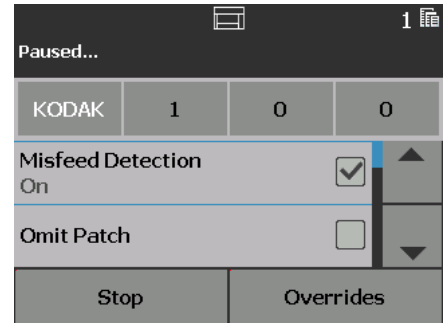 1
Paused...
KODAK 1 0 0
Misfeed Detection
On
Omit Patch
Stop Overrides